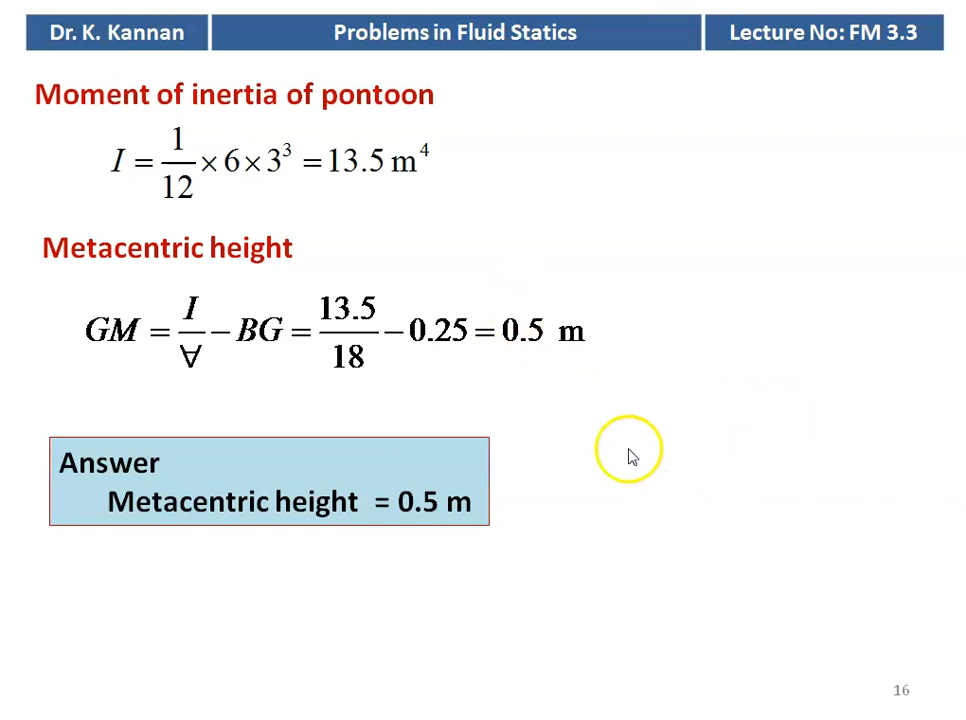 Dr. K. Kannan Problems in Fluid Statics Lecture No: FM 3.3
Moment of inertia of pontoon
I = 1/12 × 6 × 3³ = 13.5 m⁴
Metacentric height
GM = I/∀ − BG = 13.5/18 − 0.25 = 0.5 m
Answer
Metacentric height = 0.5 m
16